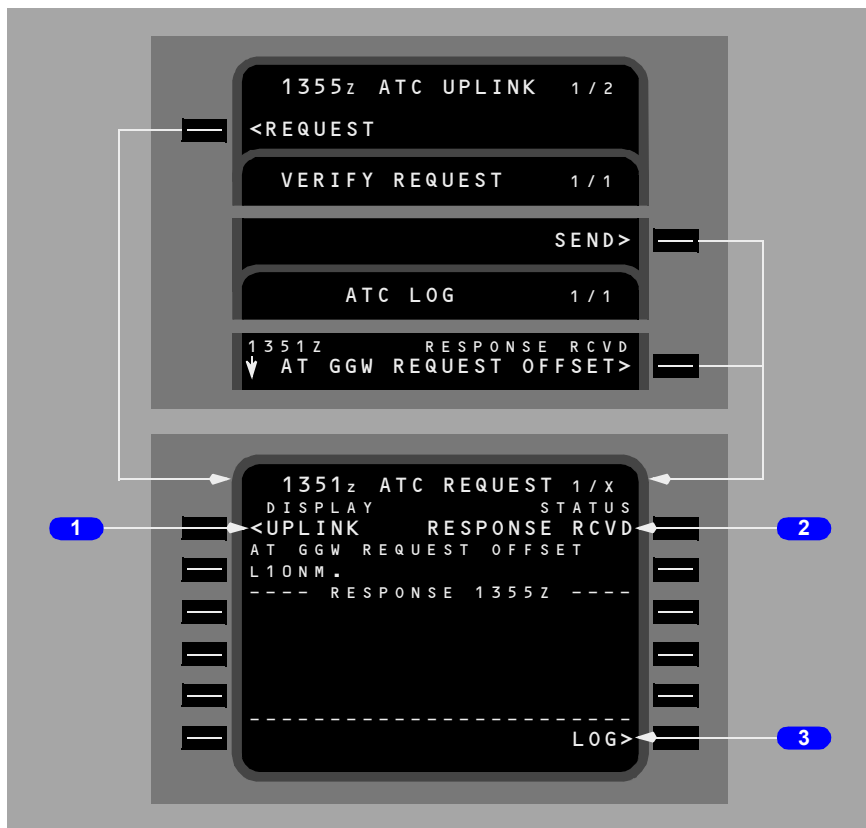 1355z ATC UPLINK 1/2
<REQUEST
VERIFY REQUEST 1/1
SEND>
ATC LOG 1/1
1351Z RESPONSE RCVD
AT GGW REQUEST OFFSET>
1351z ATC REQUEST 1/X
DISPLAY STATUS
1 <UPLINK RESPONSE RCVD 2
AT GGW REQUEST OFFSET
L10NM.
---- RESPONSE 1355Z ----
------------------------
LOG> 3